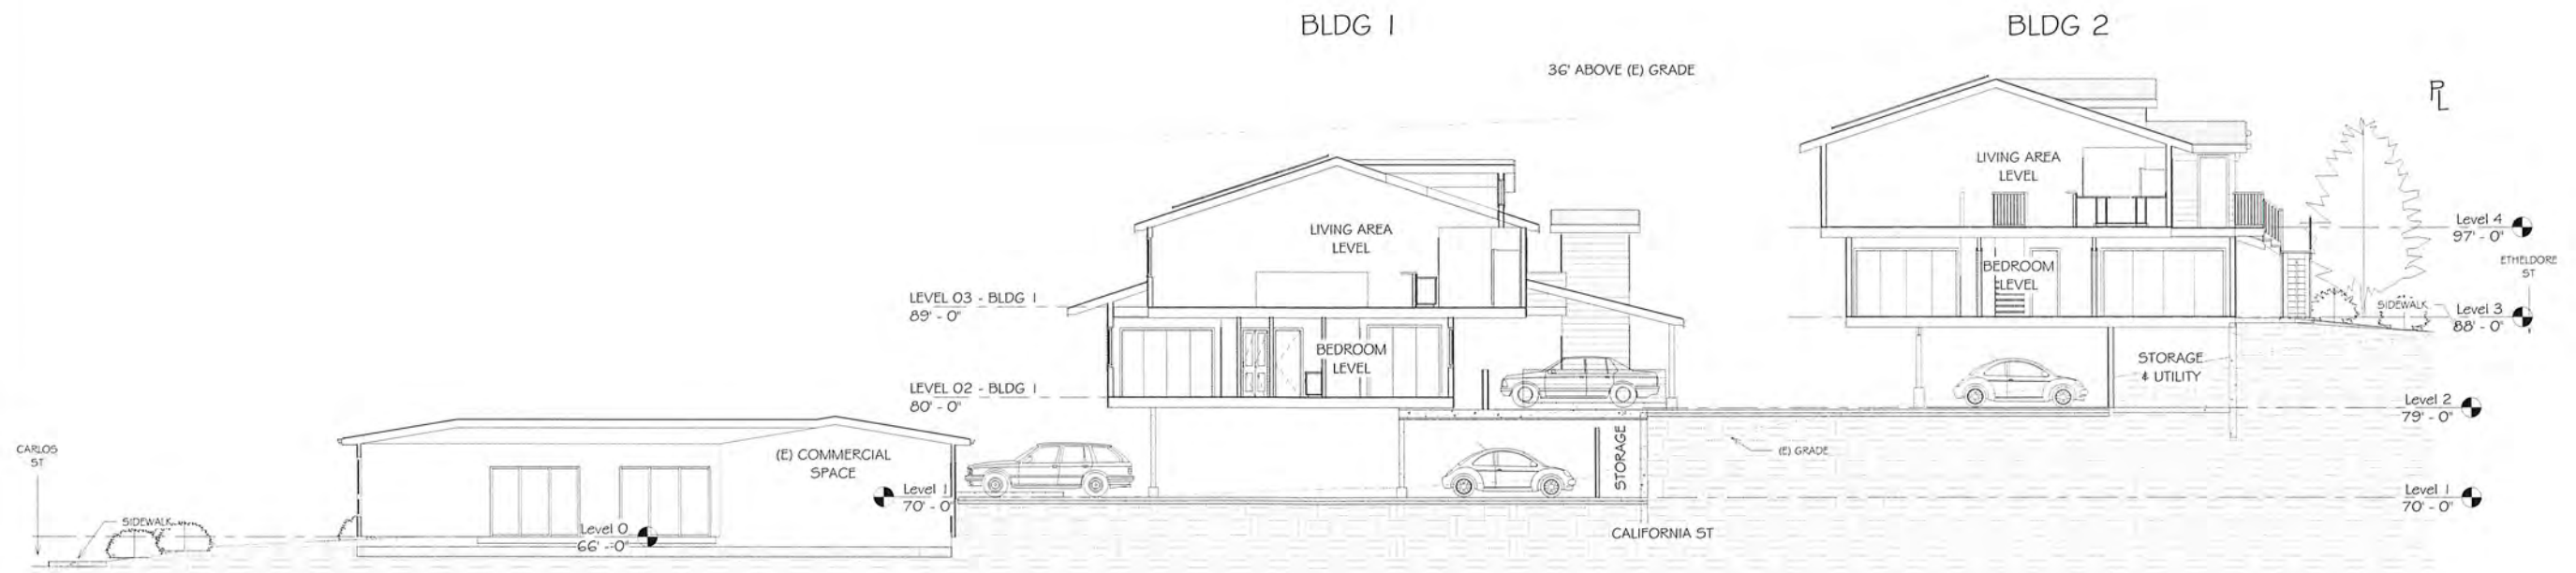 BLDG 1
BLDG 2
36' ABOVE (E) GRADE
PL
LIVING AREA
LEVEL
LIVING AREA
LEVEL
Level 4
97' - 0"
ETHELDORE
ST
BEDROOM
LEVEL
SIDEWALK
Level 3
88' - 0"
LEVEL 03 - BLDG 1
89' - 0"
BEDROOM
LEVEL
STORAGE
& UTILITY
LEVEL 02 - BLDG 1
80' - 0"
Level 2
79' - 0"
CARLOS
ST
(E) COMMERCIAL
SPACE
STORAGE
(E) GRADE
Level 1
70' - 0"
Level 1
70' - 0"
SIDEWALK
Level 0
66' - 0"
CALIFORNIA ST